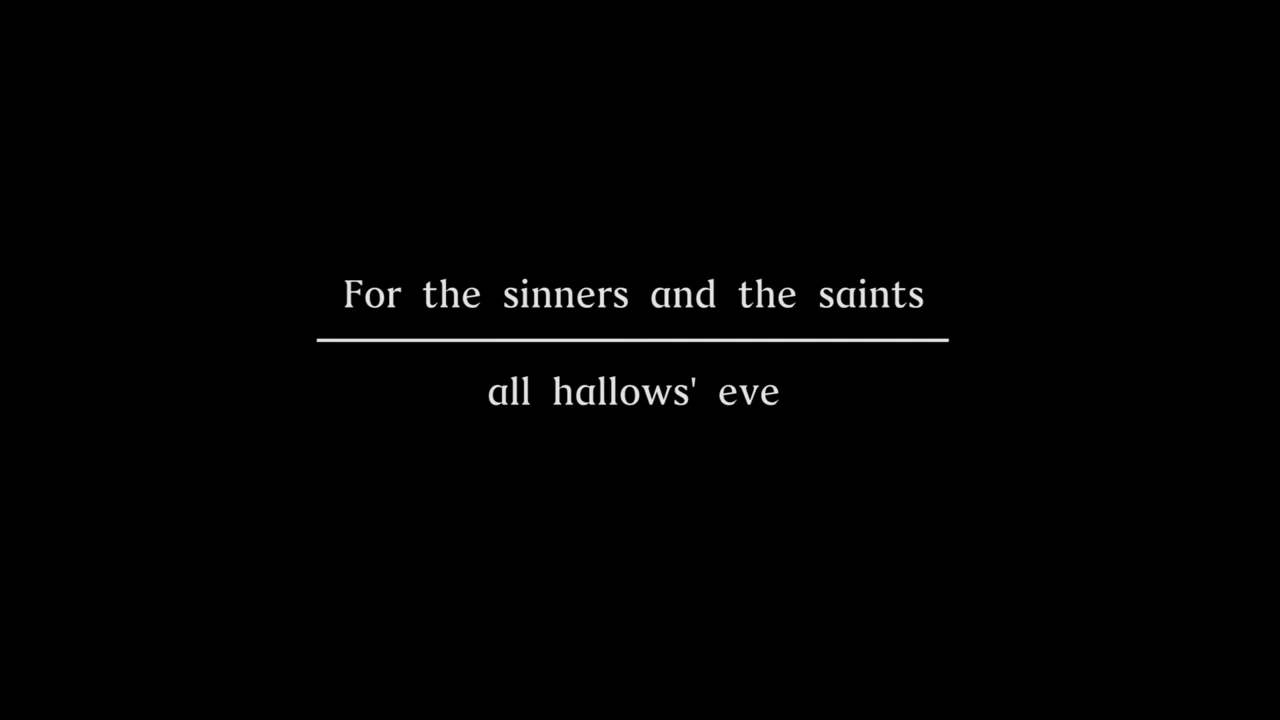 For the sinners and the saints
all hallows' eve